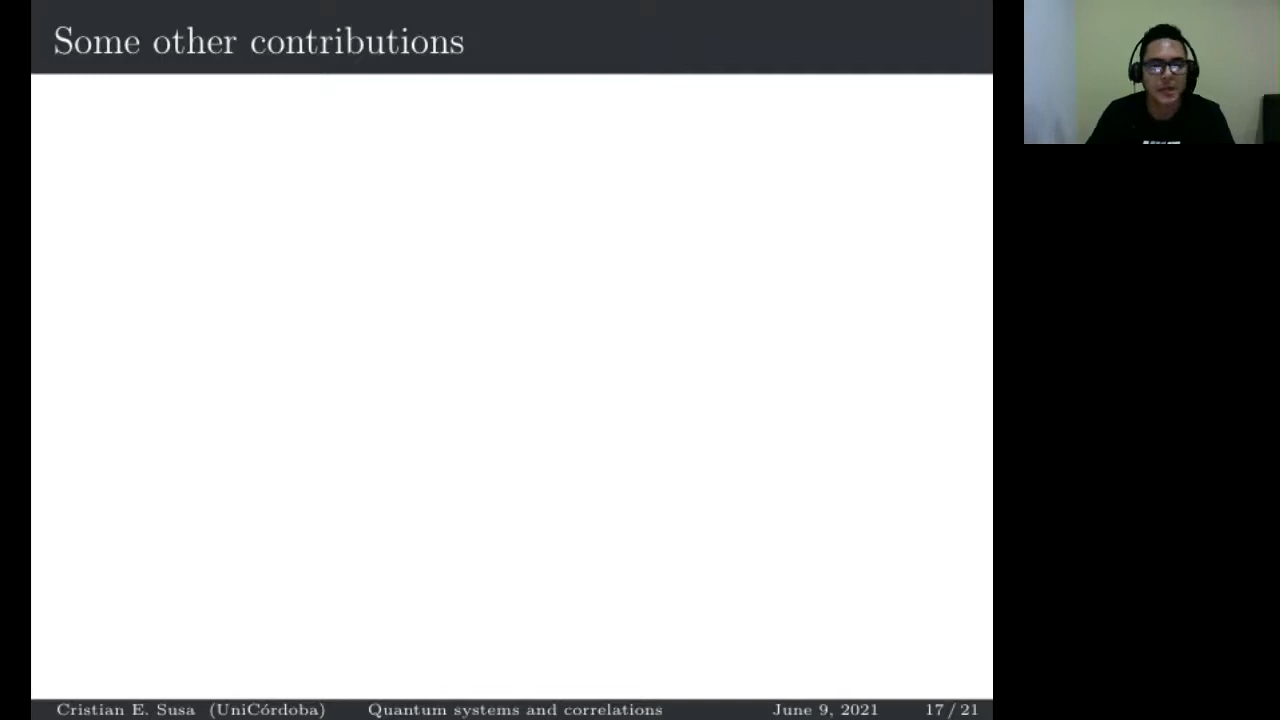 Some other contributions
Cristian E. Susa (UniCórdoba) Quantum systems and correlations June 9, 2021 17 / 21